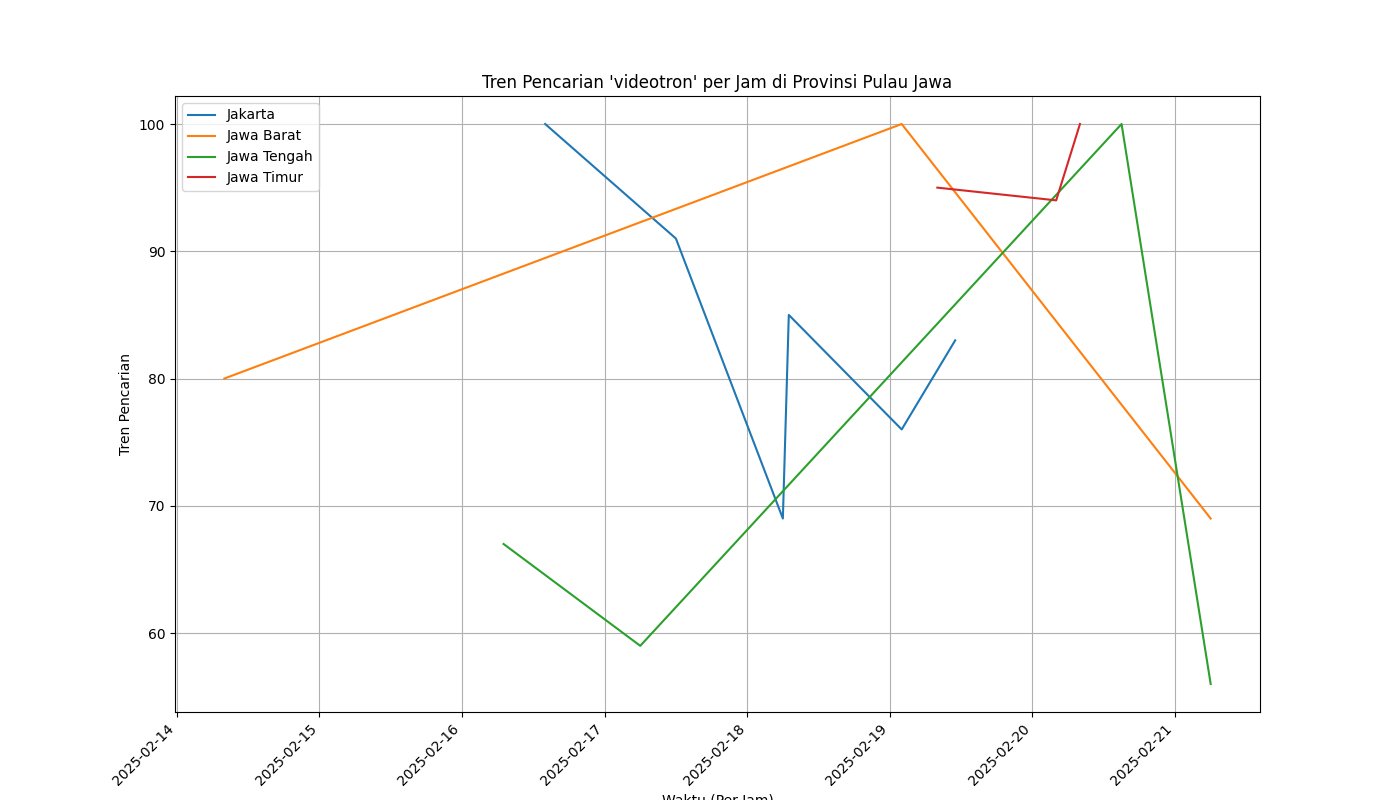 Tren Pencarian 'videotron' per Jam di Provinsi Pulau Jawa
Jakarta
Jawa Barat
Jawa Tengah
Jawa Timur
Tren Pencarian
100
90
80
70
60
2025-02-14
2025-02-15
2025-02-16
2025-02-17
2025-02-18
2025-02-19
2025-02-20
2025-02-21
Waktu (Per Jam)